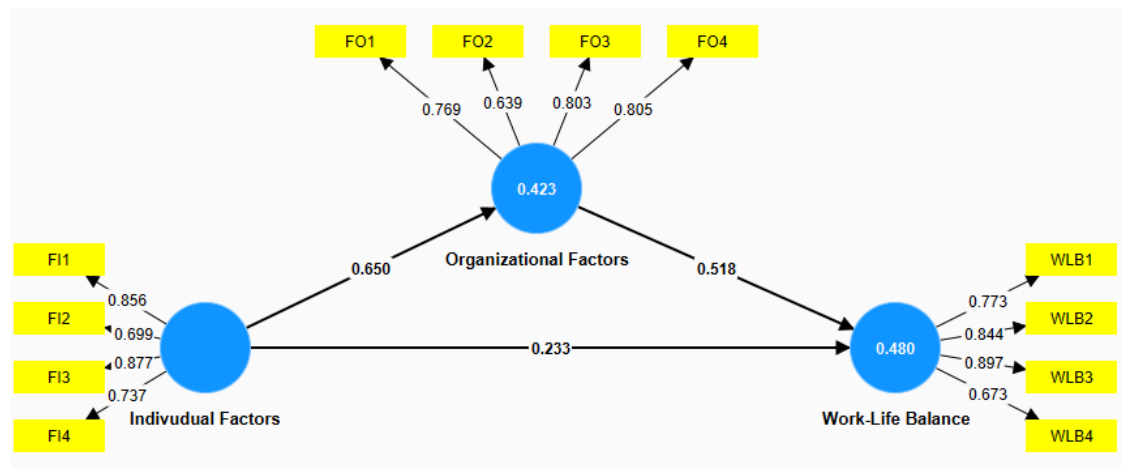 FO1 FO2 FO3 FO4
0.769 0.639 0.803 0.805
0.423
Organizational Factors
0.650 0.518
FI1
FI2
FI3
FI4
0.856
0.699
0.877
0.737
Indivudual Factors
0.233
0.480
Work-Life Balance
0.773
0.844
0.897
0.673
WLB1
WLB2
WLB3
WLB4